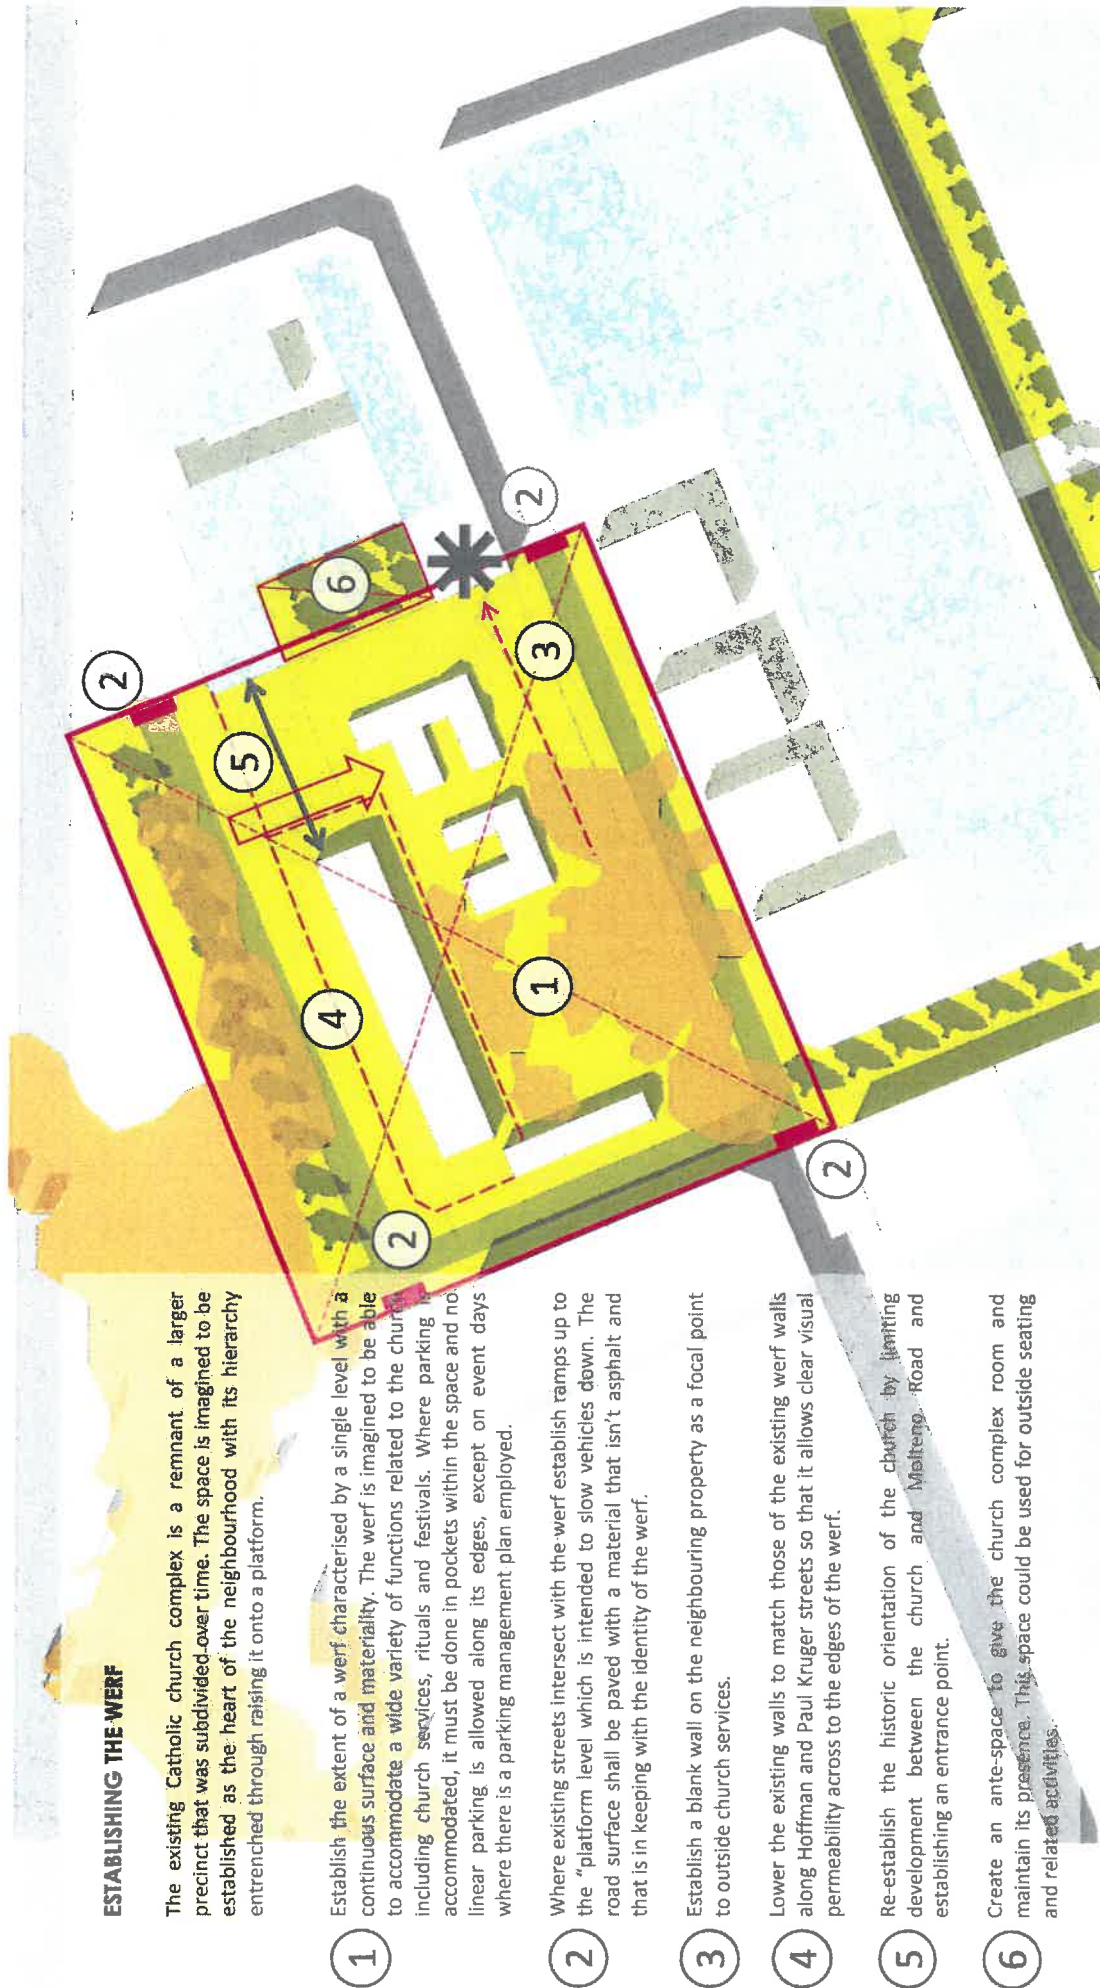 ESTABLISHING THE WERF
The existing Catholic church complex is a remnant of a larger
precinct that was subdivided over time. The space is imagined to be
established as the heart of the neighbourhood with its hierarchy
entrenched through raising it onto a platform.
1
Establish the extent of a werf characterised by a single level with a
continuous surface and materiality. The werf is imagined to be able
to accommodate a wide variety of functions related to the church
including church services, rituals and festivals. Where parking is
accommodated, it must be done in pockets within the space and no
linear parking is allowed along its edges, except on event days
where there is a parking management plan employed.
2
Where existing streets intersect with the werf establish ramps up to
the “platform level which is intended to slow vehicles down. The
road surface shall be paved with a material that isn’t asphalt and
that is in keeping with the identity of the werf.
3
Establish a blank wall on the neighbouring property as a focal point
to outside church services.
4
Lower the existing walls to match those of the existing werf walls
along Hoffman and Paul Kruger streets so that it allows clear visual
permeability across to the edges of the werf.
5
Re-establish the historic orientation of the church by limiting
development between the church and Molteno Road and
establishing an entrance point.
6
Create an ante-space to give the church complex room and
maintain its presence. This space could be used for outside seating
and related activities.
2
4
5
2
6
1
3
2
2